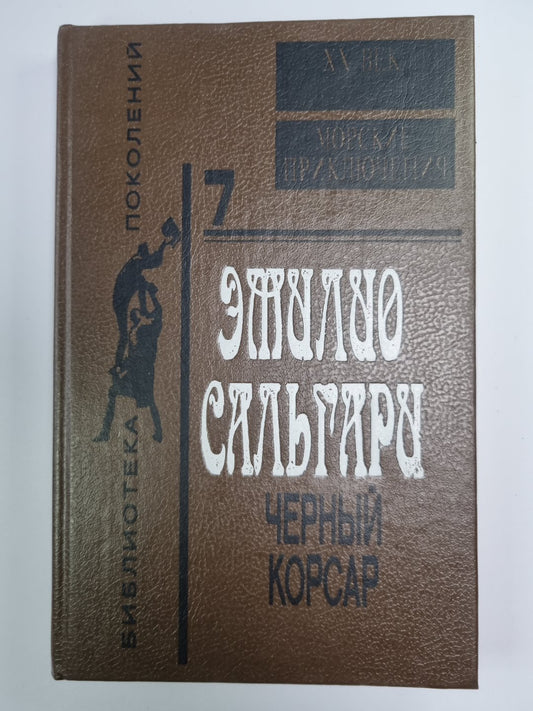 XX ВЕК
МОРСКИЕ
ПРИКЛЮЧЕНИЯ
БИБЛИОТЕКА ПОКОЛЕНИЙ
7
ЭМИЛИО
САЛЬГАРИ
ЧЕРНЫЙ
КОРСАР